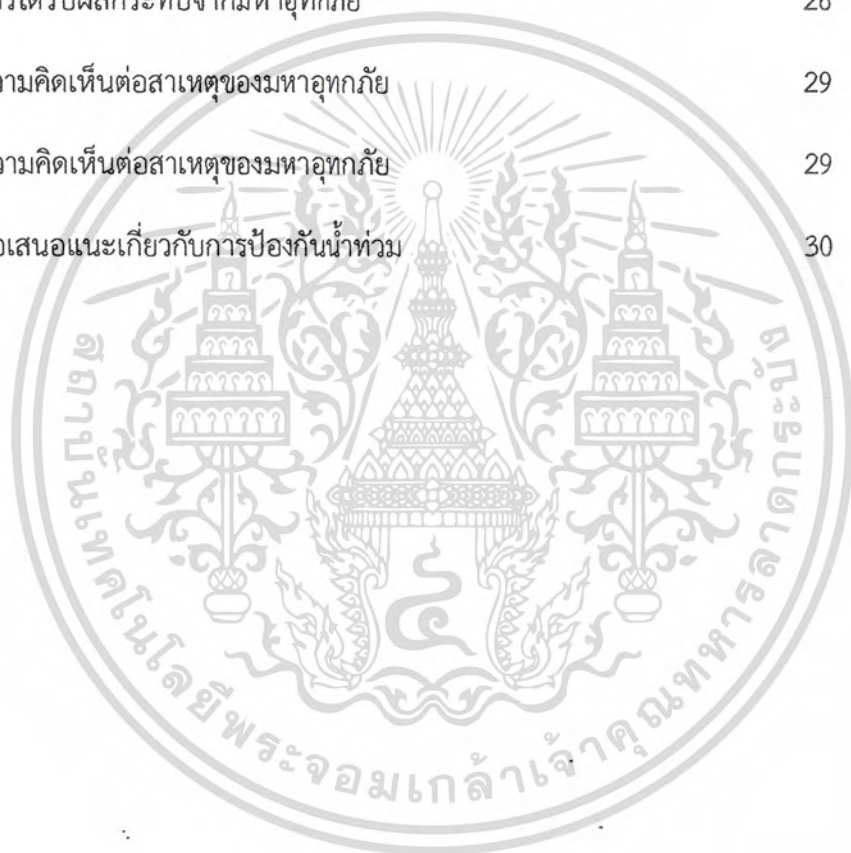 ผลกระทบจากมหาอุทกภัย 28
ความคิดเห็นต่อสาเหตุของมหาอุทกภัย 29
ความคิดเห็นต่อสาเหตุของมหาอุทกภัย 29
อเสนอแนะเกี่ยวกับการป้องกันน้ำท่วม 30
สถาบันเทคโนโลยีพระจอมเกล้าเจ้าคุณทหารลาดกระบัง